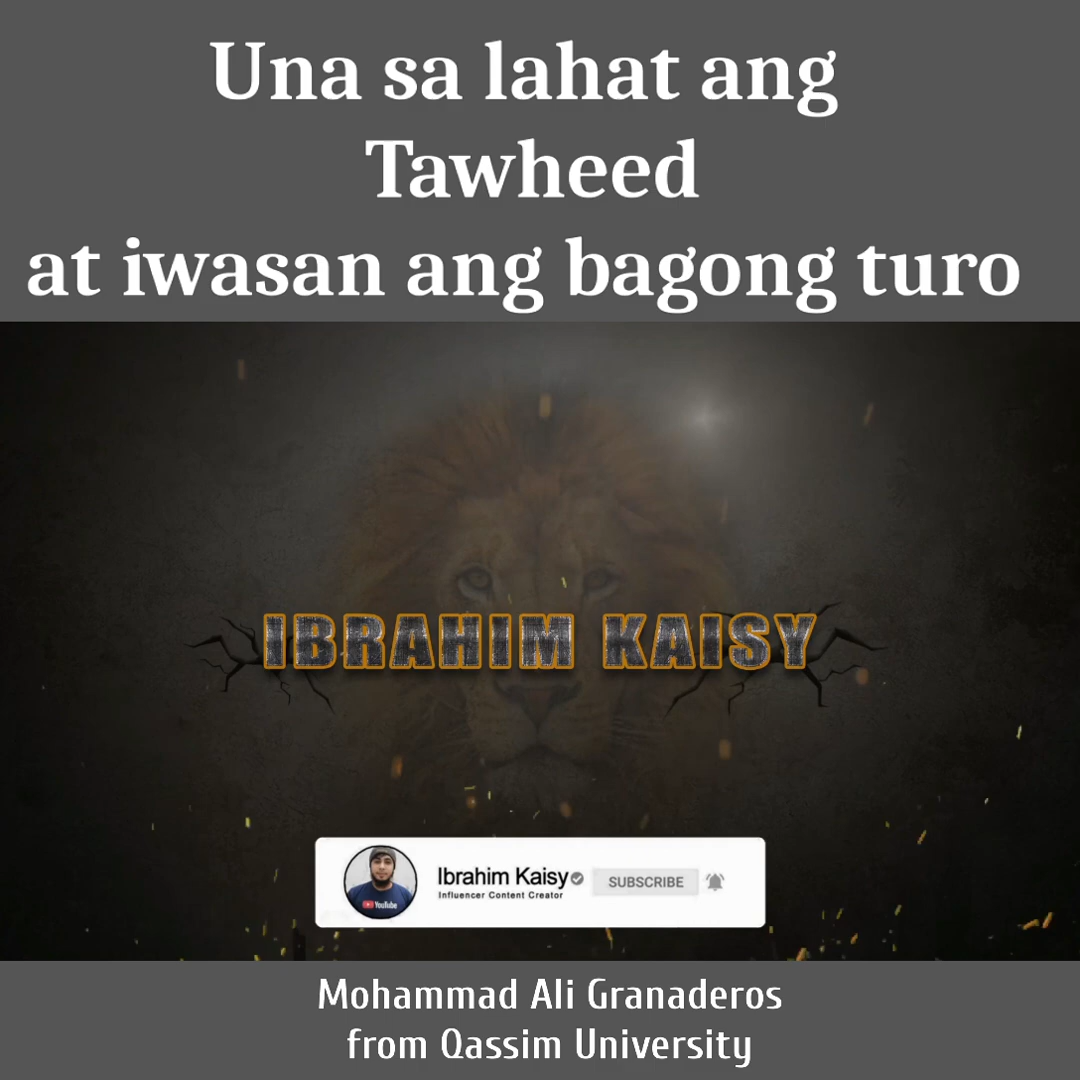 Una sa lahat ang
Tawheed
at iwasan ang bagong turo
IBRAHIM KAISY
YouTube
Ibrahim Kaisy
Influencer Content Creator
SUBSCRIBE
Mohammad Ali Granaderos
from Qassim University